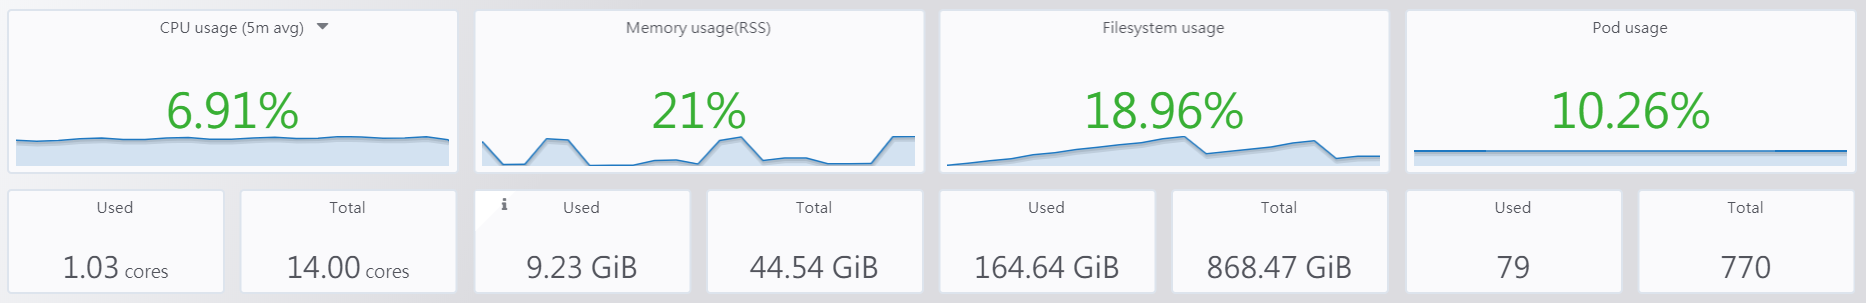 CPU usage (5m avg)
6.91%
Used
1.03 cores
Total
14.00 cores
Memory usage(RSS)
21%
i
Used
9.23 GiB
Total
44.54 GiB
Filesystem usage
18.96%
Used
164.64 GiB
Total
868.47 GiB
Pod usage
10.26%
Used
79
Total
770